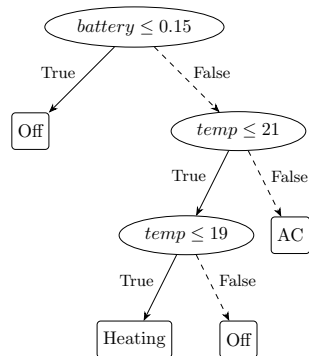 battery ≤ 0.15
True
False
Off
temp ≤ 21
True
False
temp ≤ 19
AC
True
False
Heating
Off